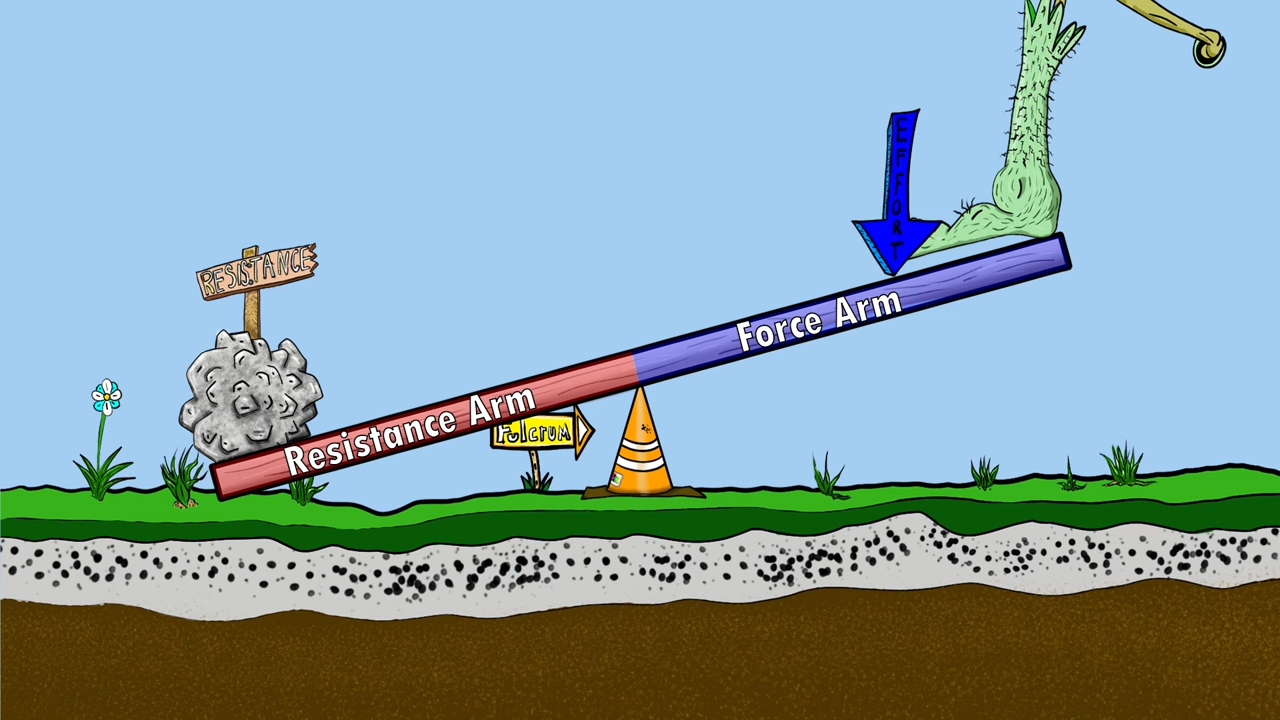 EFFORT
RESISTANCE
Force Arm
Resistance Arm
FulcRUM